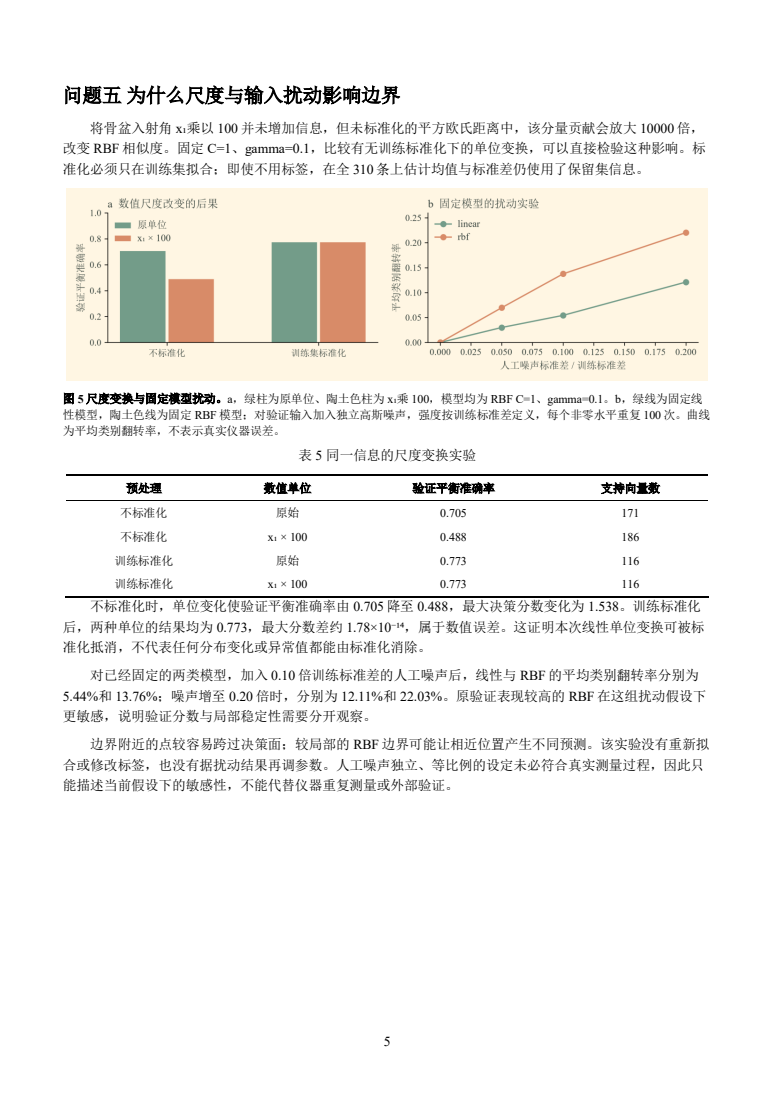 问题五 为什么尺度与输入扰动影响边界
将骨盆入射角 x₁乘以 100 并未增加信息，但未标准化的平方欧氏距离中，该分量贡献会放大 10000 倍，
改变 RBF 相似度。固定 C=1、gamma=0.1，比较有无训练标准化下的单位变换，可以直接检验这种影响。标
准化必须只在训练集拟合；即使不用标签，在全 310 条上估计均值与标准差仍使用了保留集信息。
a 数值尺度改变的后果
1.0
0.8
0.6
0.4
0.2
0.0
验证平衡准确率
原单位
x₁ × 100
不标准化
训练集标准化
b 固定模型的扰动实验
0.25
0.20
0.15
0.10
0.05
0.00
平均类别翻转率
linear
rbf
0.000 0.025 0.050 0.075 0.100 0.125 0.150 0.175 0.200
人工噪声标准差 / 训练标准差
图 5 尺度变换与固定模型扰动。a，绿柱为原单位、陶土色柱为 x₁乘 100，模型均为 RBF C=1、gamma=0.1。b，绿线为固定线
性模型，陶土色线为固定 RBF 模型；对验证输入加入独立高斯噪声，强度按训练标准差定义，每个非零水平重复 100 次。曲线
为平均类别翻转率，不表示真实仪器误差。
表 5 同一信息的尺度变换实验
预处理 数值单位 验证平衡准确率 支持向量数
不标准化 原始 0.705 171
不标准化 x₁ × 100 0.488 186
训练标准化 原始 0.773 116
训练标准化 x₁ × 100 0.773 116
不标准化时，单位变化使验证平衡准确率由 0.705 降至 0.488，最大决策分数变化为 1.538。训练标准化
后，两种单位的结果均为 0.773，最大分数差约 1.78×10⁻¹⁴，属于数值误差。这证明本次线性单位变换可被标
准化抵消，不代表任何分布变化或异常值都能由标准化消除。
对已经固定的两类模型，加入 0.10 倍训练标准差的人工噪声后，线性与 RBF 的平均类别翻转率分别为
5.44%和 13.76%；噪声增至 0.20 倍时，分别为 12.11%和 22.03%。原验证表现较高的 RBF 在这组扰动假设下
更敏感，说明验证分数与局部稳定性需要分开观察。
边界附近的点较容易跨过决策面；较局部的 RBF 边界可能让相近位置产生不同预测。该实验没有重新拟
合或修改标签，也没有据扰动结果再调参数。人工噪声独立、等比例的设定未必符合真实测量过程，因此只
能描述当前假设下的敏感性，不能代替仪器重复测量或外部验证。
5